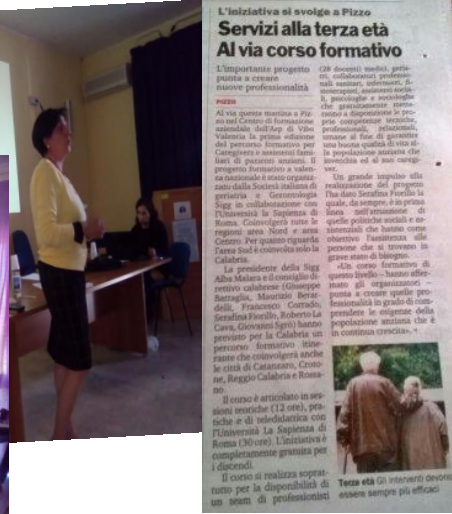 L'iniziativa si svolge a Pizzo
Servizi alla terza età
Al via corso formativo
L'importante progetto
punta a creare
nuove professionalità
PIZZO
Al via questa mattina a Piz-
zo nel Centro di formazione
aziendale dell'Asp di Vibo
Valencia la prima edizione
del percorso formativo per
Caregivers e assistenti fami-
liari di pazienti anziani. Il
progetto formativo a valen-
za nazionale è stato organiz-
zato dalla Società italiana di
geriatria e Gerontologia
Sigg in collaborazione con
l'Università la Sapienza di
Roma. Coinvolgerà tutte le
regioni area Nord e area
Centro. Per quanto riguarda
l'area Sud è coinvolta solo la
Calabria.
La presidente della Sigg
Alba Malara e il consiglio di-
rettivo calabrese (Giuseppe
Battaglia, Maurizio Berar-
delli, Francesco Corrado,
Serafina Fiorillo, Roberto La
Cava, Giovanni Sgrò) hanno
previsto per la Calabria un
percorso formativo itine-
rante che coinvolgerà anche
le città di Catanzaro, Croto-
ne, Reggio Calabria e Rossa-
no.
Il corso è articolato in ses-
sioni teoriche (12 ore), pra-
tiche e di teledidattica con
l'Università La Sapienza di
Roma (30 ore). L'iniziativa è
completamente gratuita per
i discenti.
Il corso si realizza soprat-
tutto per la disponibilità di
un team di professionisti
(28 docenti) medici, geria-
tri, collaboratori professio-
nali sanitari, infermieri, fi-
sioterapisti, assistenti socia-
li, psicologhe e sociologhe
che gratuitamente mette-
ranno a disposizione le pro-
prie competenze tecniche,
professionali, relazionali,
umane al fine di garantire
una buona qualità di vita al-
la popolazione anziana che
invecchia ed al suo caregi-
ver.
Un grande impulso alla
realizzazione del progetto
l'ha dato Serafina Fiorillo la
quale, da sempre, è in prima
linea nell'attuazione di
quelle politiche sociali e as-
sistenziali che hanno come
obiettivo l'assistenza alle
persone che si trovano in
grave stato di bisogno.
«Un corso formativo di
questo livello – hanno affer-
mato gli organizzatori –
punta a creare quelle pro-
fessionalità in grado di com-
prendere le esigenze della
popolazione anziana che è
in continua crescita».
Terza età Gli interventi devono
essere sempre più efficaci